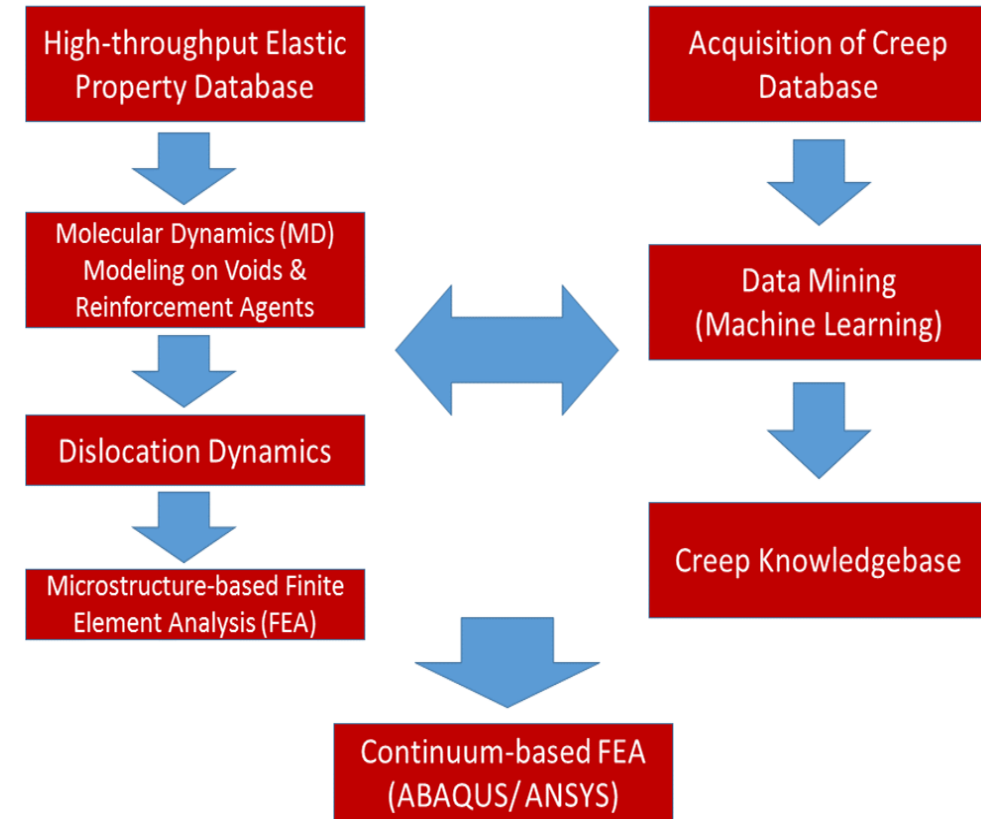 High-throughput Elastic
Property Database
Molecular Dynamics (MD)
Modeling on Voids &
Reinforcement Agents
Dislocation Dynamics
Microstructure-based Finite
Element Analysis (FEA)
Acquisition of Creep
Database
Data Mining
(Machine Learning)
Creep Knowledgebase
Continuum-based FEA
(ABAQUS/ ANSYS)